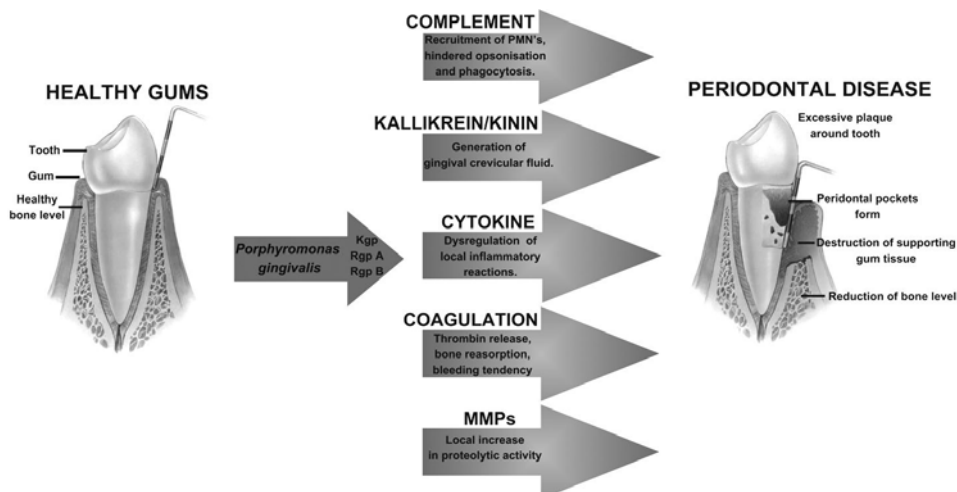 HEALTHY GUMS
Tooth
Gum
Healthy
bone level
Porphyromonas
gingivalis
Kgp
Rgp A
Rgp B
COMPLEMENT
Recruitment of PMN's,
hindered opsonisation
and phagocytosis.
KALLIKREIN/KININ
Generation of
gingival crevicular fluid.
CYTOKINE
Dysregulation of
local inflammatory
reactions.
COAGULATION
Thrombin release,
bone reasorption,
bleeding tendency
MMPs
Local increase
in proteolytic activity
PERIODONTAL DISEASE
Excessive plaque
around tooth
Peridontal pockets
form
Destruction of supporting
gum tissue
Reduction of bone level